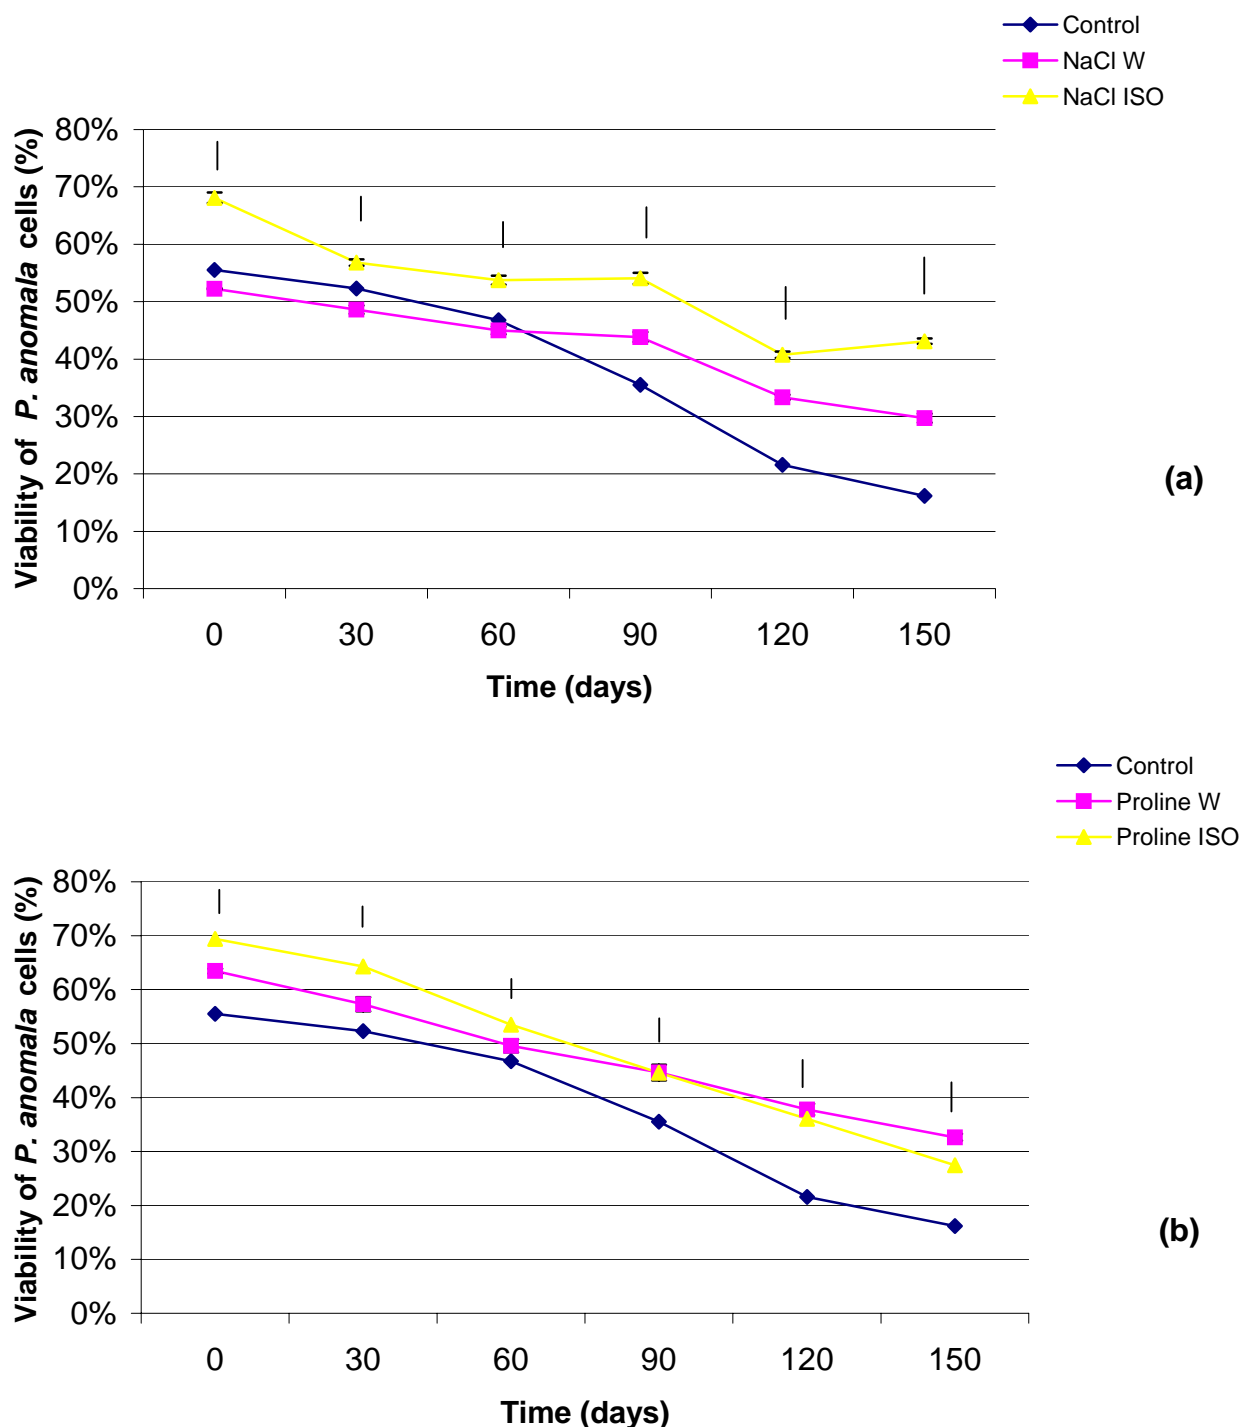 Control
NaCl W
NaCl ISO
Viability of P. anomala cells (%)
80%
70%
60%
50%
40%
30%
20%
10%
0%
0 30 60 90 120 150
Time (days)
(a)
Control
Proline W
Proline ISO
Viability of P. anomala cells (%)
80%
70%
60%
50%
40%
30%
20%
10%
0%
0 30 60 90 120 150
Time (days)
(b)